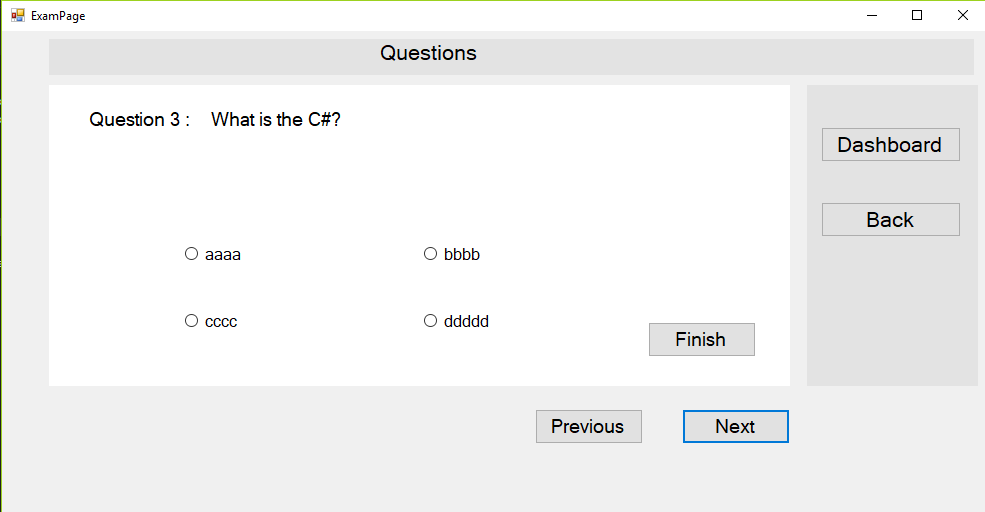 ExamPage
Questions
Question 3 : What is the C#?
Dashboard
Back
aaaa bbbb
cccc ddddd
Finish
Previous Next